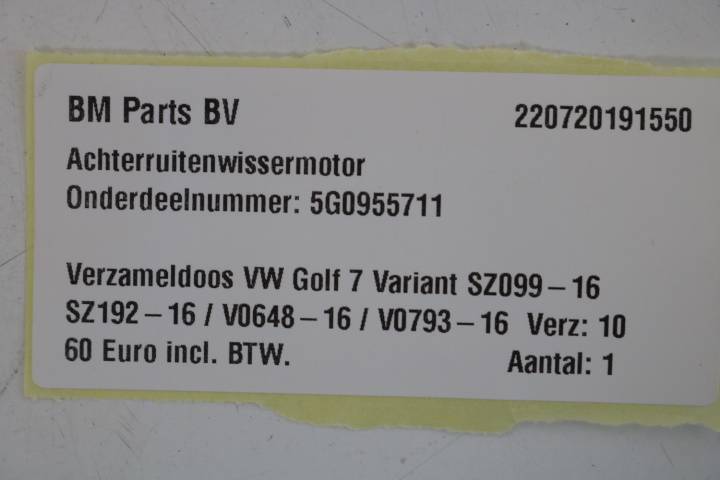 BM Parts BV 220720191550
Achterruitenwissermotor
Onderdeelnummer: 5G0955711
Verzameldoos VW Golf 7 Variant SZ099-16
SZ192-16 / V0648-16 / V0793-16 Verz: 10
60 Euro incl. BTW. Aantal: 1